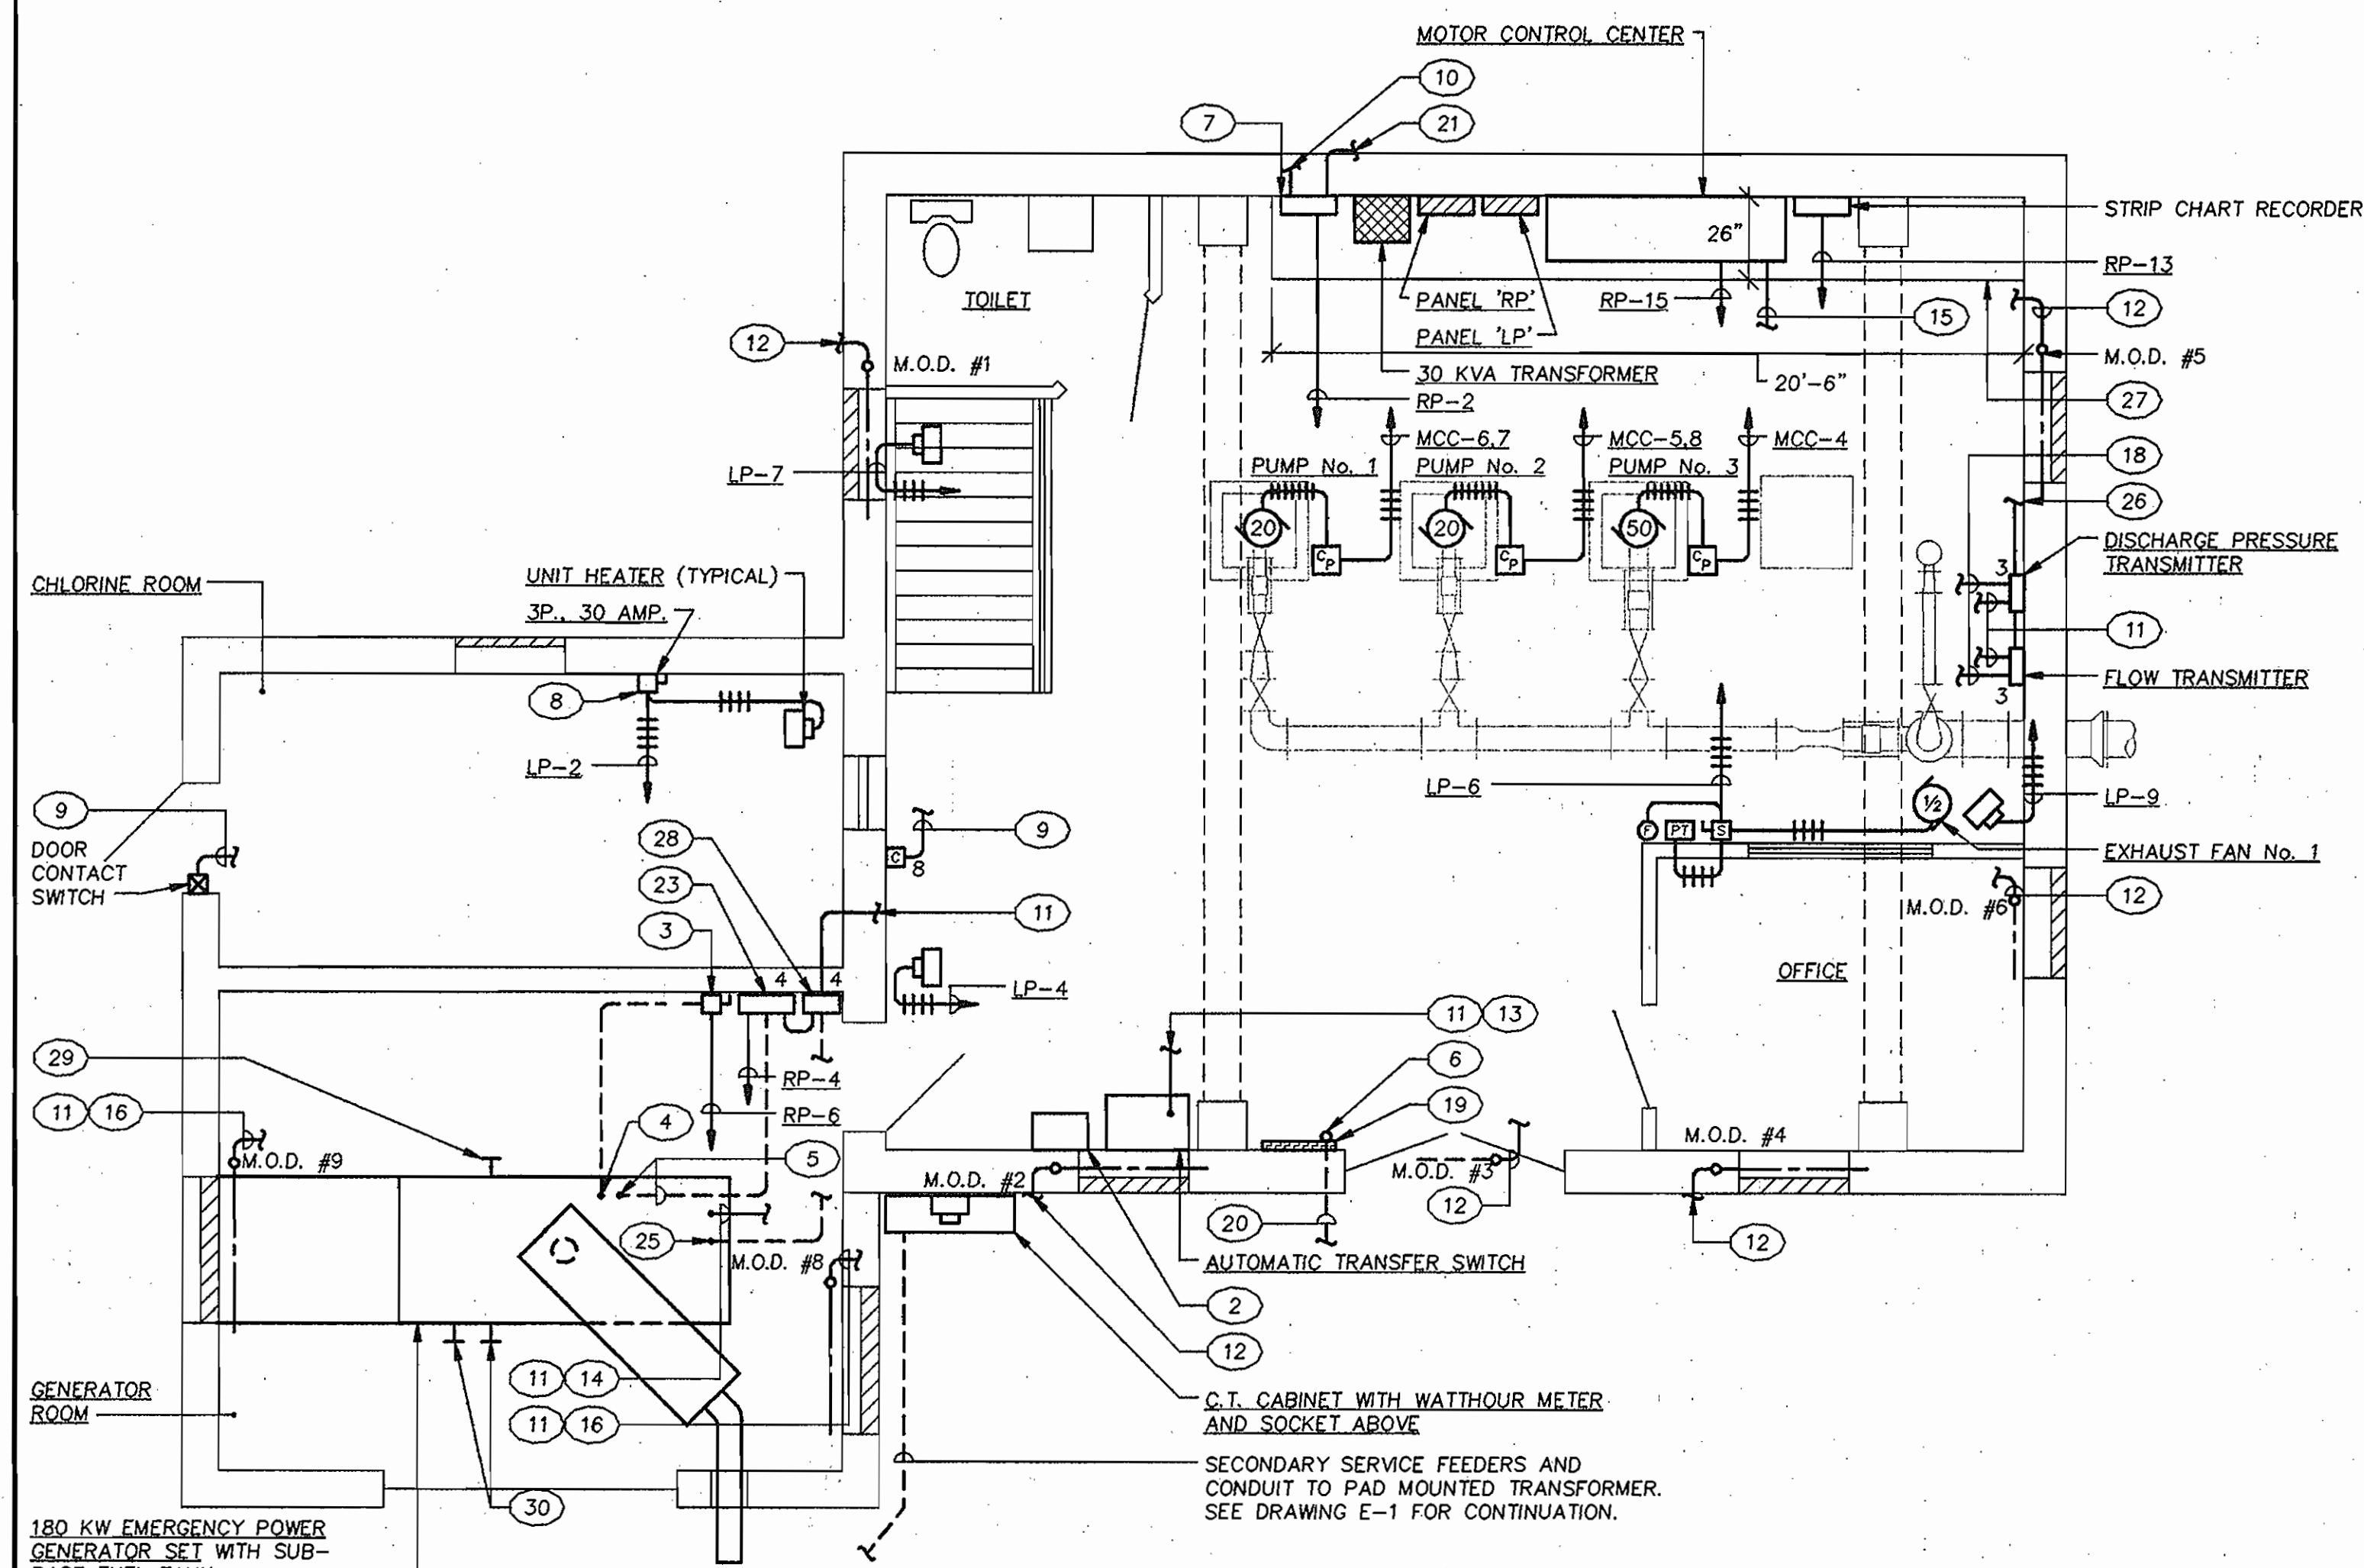 MOTOR CONTROL CENTER
10
7
21
STRIP CHART RECORDER
26"
RP-13
TOILET
PANEL 'RP'
RP-15
12
15
PANEL 'LP'
12
M.O.D. #1
M.O.D. #5
30 KVA TRANSFORMER
20'-6"
RP-2
27
MCC-6,7
MCC-5,8
MCC-4
18
LP-7
PUMP No. 1
PUMP No. 2
PUMP No. 3
26
20
20
50
DISCHARGE PRESSURE
TRANSMITTER
CP
CP
CP
3
CHLORINE ROOM
UNIT HEATER (TYPICAL)
3P., 30 AMP.
11
8
FLOW TRANSMITTER
3
LP-2
LP-6
LP-9
9
1/2
28
9
F
PT
S
DOOR
CONTACT
SWITCH
C
8
EXHAUST FAN No. 1
23
12
11
M.O.D. #6
3
OFFICE
4
4
LP-4
11
13
29
6
RP-4
11
16
RP-6
4
19
M.O.D. #9
5
M.O.D. #4
M.O.D. #2
M.O.D. #3
12
20
25
12
M.O.D. #8
AUTOMATIC TRANSFER SWITCH
2
12
11
14
GENERATOR
ROOM
C.T. CABINET WITH WATTHOUR METER
AND SOCKET ABOVE
11
16
SECONDARY SERVICE FEEDERS AND
CONDUIT TO PAD MOUNTED TRANSFORMER.
SEE DRAWING E-1 FOR CONTINUATION.
30
180 KW EMERGENCY POWER
GENERATOR SET WITH SUB-